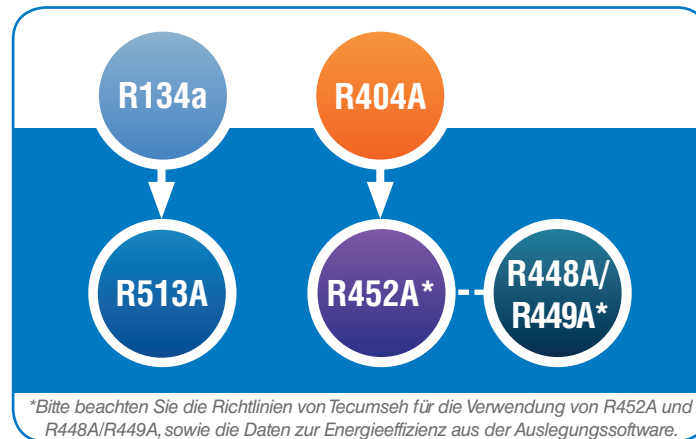 R134a
R404A
R513A
R452A*
R448A/
R449A*
*Bitte beachten Sie die Richtlinien von Tecumseh für die Verwendung von R452A und
R448A/R449A, sowie die Daten zur Energieeffizienz aus der Auslegungssoftware.